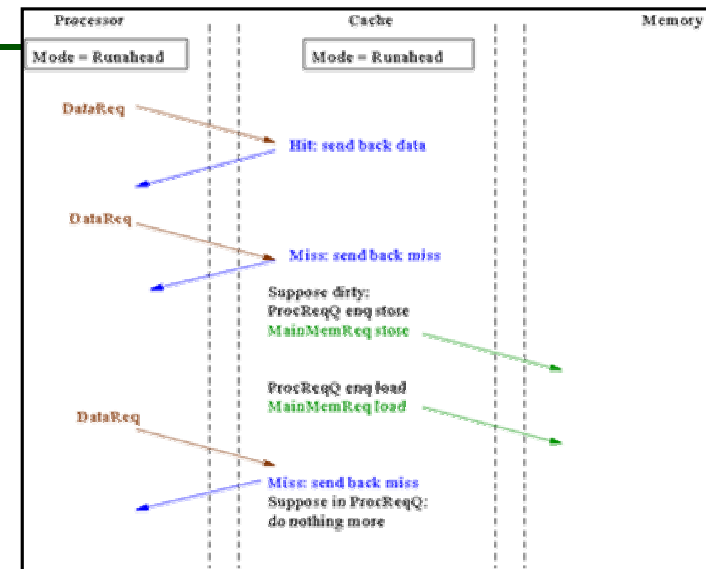 Processor Cache Memory
Mode = Runahead Mode = Runahead
DataReq
Hit: send back data
DataReq
Miss: send back miss
Suppose dirty:
ProcReqQ enq store
MainMemReq store
ProcReqQ enq load
MainMemReq load
DataReq
Miss: send back miss
Suppose in ProcReqQ:
do nothing more